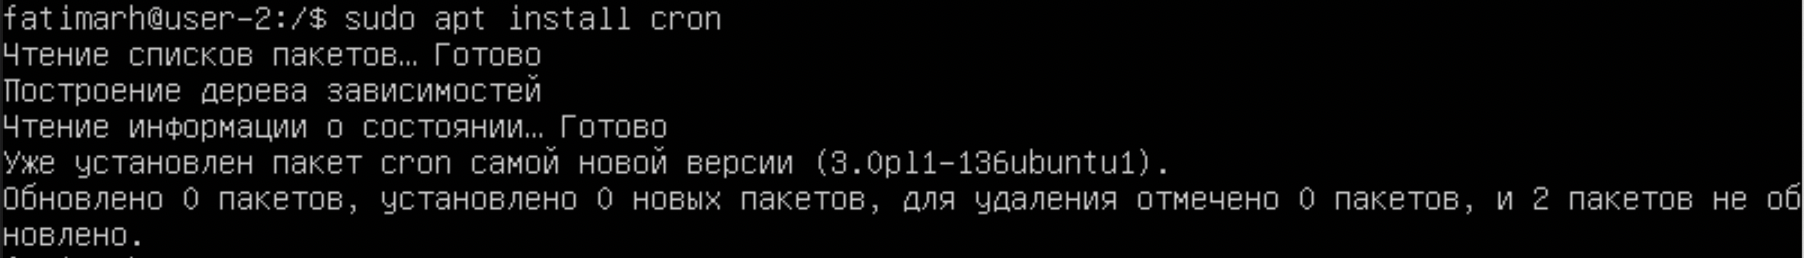 fatimarh@user-2:/$ sudo apt install cron
Чтение списков пакетов… Готово
Построение дерева зависимостей
Чтение информации о состоянии… Готово
Уже установлен пакет cron самой новой версии (3.0pl1-136ubuntu1).
Обновлено 0 пакетов, установлено 0 новых пакетов, для удаления отмечено 0 пакетов, и 2 пакетов не об
новлено.